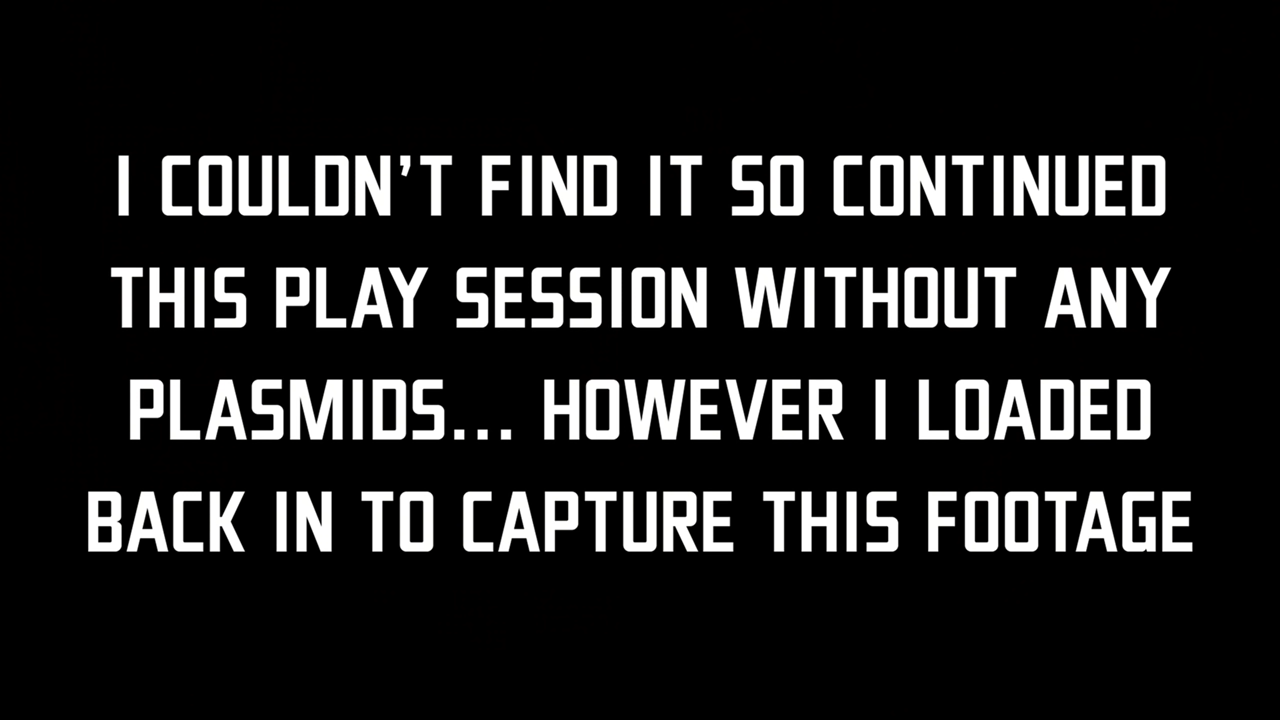 I COULDN'T FIND IT SO CONTINUED
THIS PLAY SESSION WITHOUT ANY
PLASMIDS... HOWEVER I LOADED
BACK IN TO CAPTURE THIS FOOTAGE